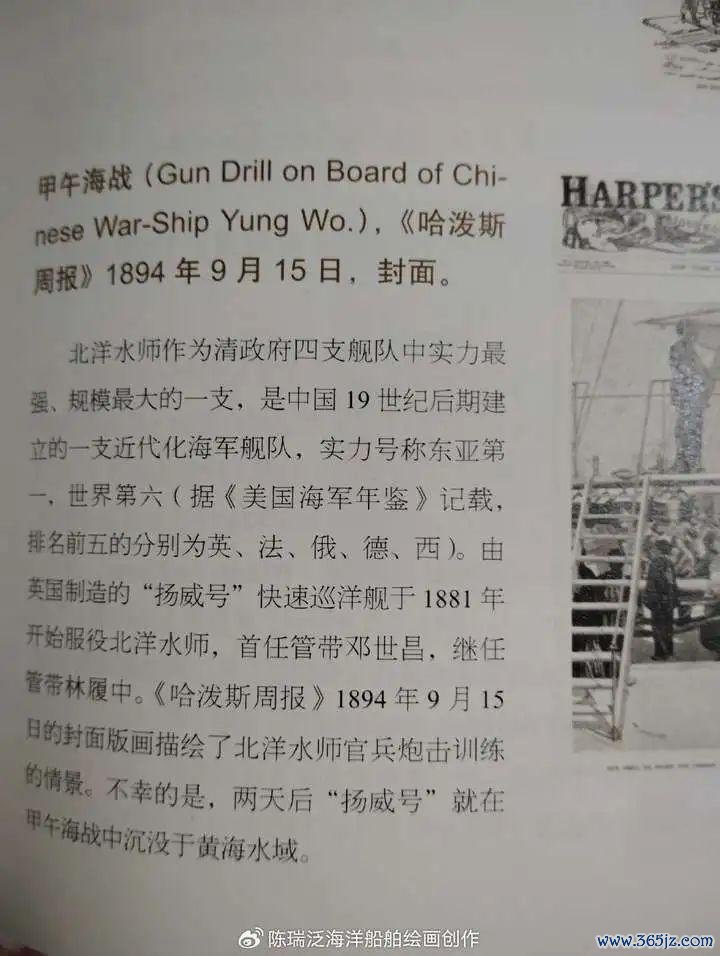 甲午海战（Gun Drill on Board of Chi-
nese War-Ship Yung Wo.），《哈泼斯
周报》1894 年 9 月 15 日，封面。
北洋水师作为清政府四支舰队中实力最
强、规模最大的一支，是中国 19 世纪后期建
立的一支近代化海军舰队，实力号称东亚第
一，世界第六（据《美国海军年鉴》记载，
排名前五的分别为英、法、俄、德、西）。由
英国制造的“扬威号”快速巡洋舰于 1881 年
开始服役北洋水师，首任管带邓世昌，继任
管带林履中。《哈泼斯周报》1894 年 9 月 15
日的封面版画描绘了北洋水师官兵炮击训练
的情景。不幸的是，两天后“扬威号”就在
甲午海战中沉没于黄海水域。
HARPER'S
陈瑞泛海洋船舶绘画创作
www.365jz.com